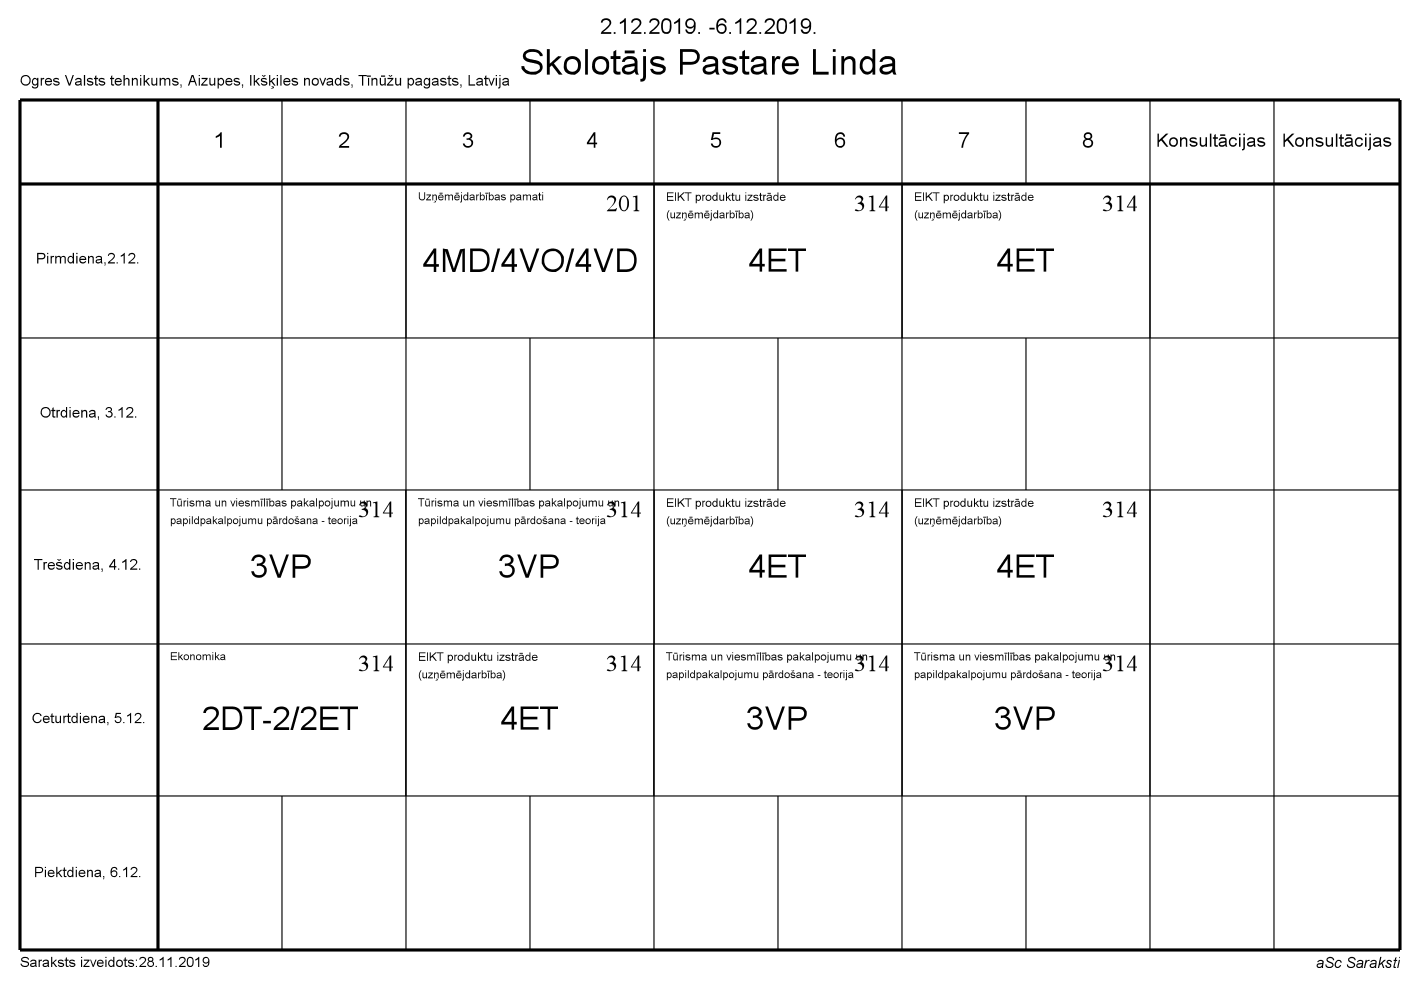 2.12.2019. -6.12.2019.
Skolotājs Pastare Linda
Ogres Valsts tehnikums, Aizupes, Ikšķiles novads, Tīnūžu pagasts, Latvija
1 2 3 4 5 6 7 8 Konsultācijas Konsultācijas
Pirmdiena,2.12.
Uzņēmējdarbības pamati
201
4MD/4VO/4VD
EIKT produktu izstrāde
(uzņēmējdarbība)
314
4ET
EIKT produktu izstrāde
(uzņēmējdarbība)
314
4ET
Otrdiena, 3.12.
Trešdiena, 4.12.
Tūrisma un viesmīlības pakalpojumu un
papildpakalpojumu pārdošana - teorija
314
3VP
Tūrisma un viesmīlības pakalpojumu un
papildpakalpojumu pārdošana - teorija
314
3VP
EIKT produktu izstrāde
(uzņēmējdarbība)
314
4ET
EIKT produktu izstrāde
(uzņēmējdarbība)
314
4ET
Ceturtdiena, 5.12.
Ekonomika
314
2DT-2/2ET
EIKT produktu izstrāde
(uzņēmējdarbība)
314
4ET
Tūrisma un viesmīlības pakalpojumu un
papildpakalpojumu pārdošana - teorija
314
3VP
Tūrisma un viesmīlības pakalpojumu un
papildpakalpojumu pārdošana - teorija
314
3VP
Piektdiena, 6.12.
Saraksts izveidots:28.11.2019
aSc Saraksti